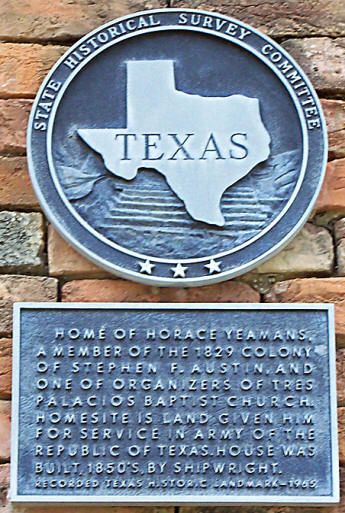 STATE HISTORICAL SURVEY COMMITTEE
TEXAS
HOME OF HORACE YEAMANS,
A MEMBER OF THE 1829 COLONY
OF STEPHEN F. AUSTIN, AND
ONE OF ORGANIZERS OF TRES
PALACIOS BAPTIST CHURCH.
HOMESITE IS LAND GIVEN HIM
FOR SERVICE IN ARMY OF THE
REPUBLIC OF TEXAS. HOUSE WAS
BUILT, 1850'S, BY SHIPWRIGHT.
RECORDED TEXAS HISTORIC LANDMARK-1965